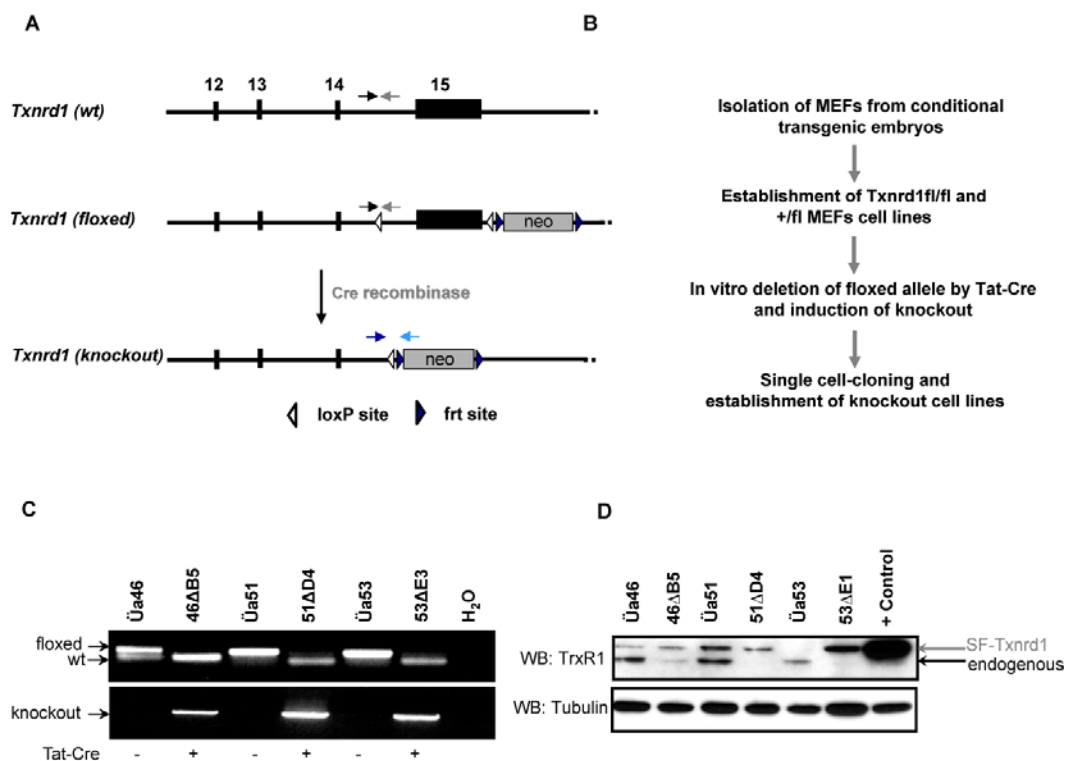 A
12 13 14 15
Txnrd1 (wt)
Txnrd1 (floxed)
neo
Cre recombinase
Txnrd1 (knockout)
neo
loxP site
frt site
B
Isolation of MEFs from conditional
transgenic embryos
Establishment of Txnrd1fl/fl and
+/fl MEFs cell lines
In vitro deletion of floxed allele by Tat-Cre
and induction of knockout
Single cell-cloning and
establishment of knockout cell lines
C
Üa46 46ΔB5 Üa51 51ΔD4 Üa53 53ΔE3 H2O
floxed
wt
knockout
Tat-Cre - + - + - +
D
Üa46 46ΔB5 Üa51 51ΔD4 Üa53 53ΔE1 + Control
WB: TrxR1
SF-Txnrd1
endogenous
WB: Tubulin